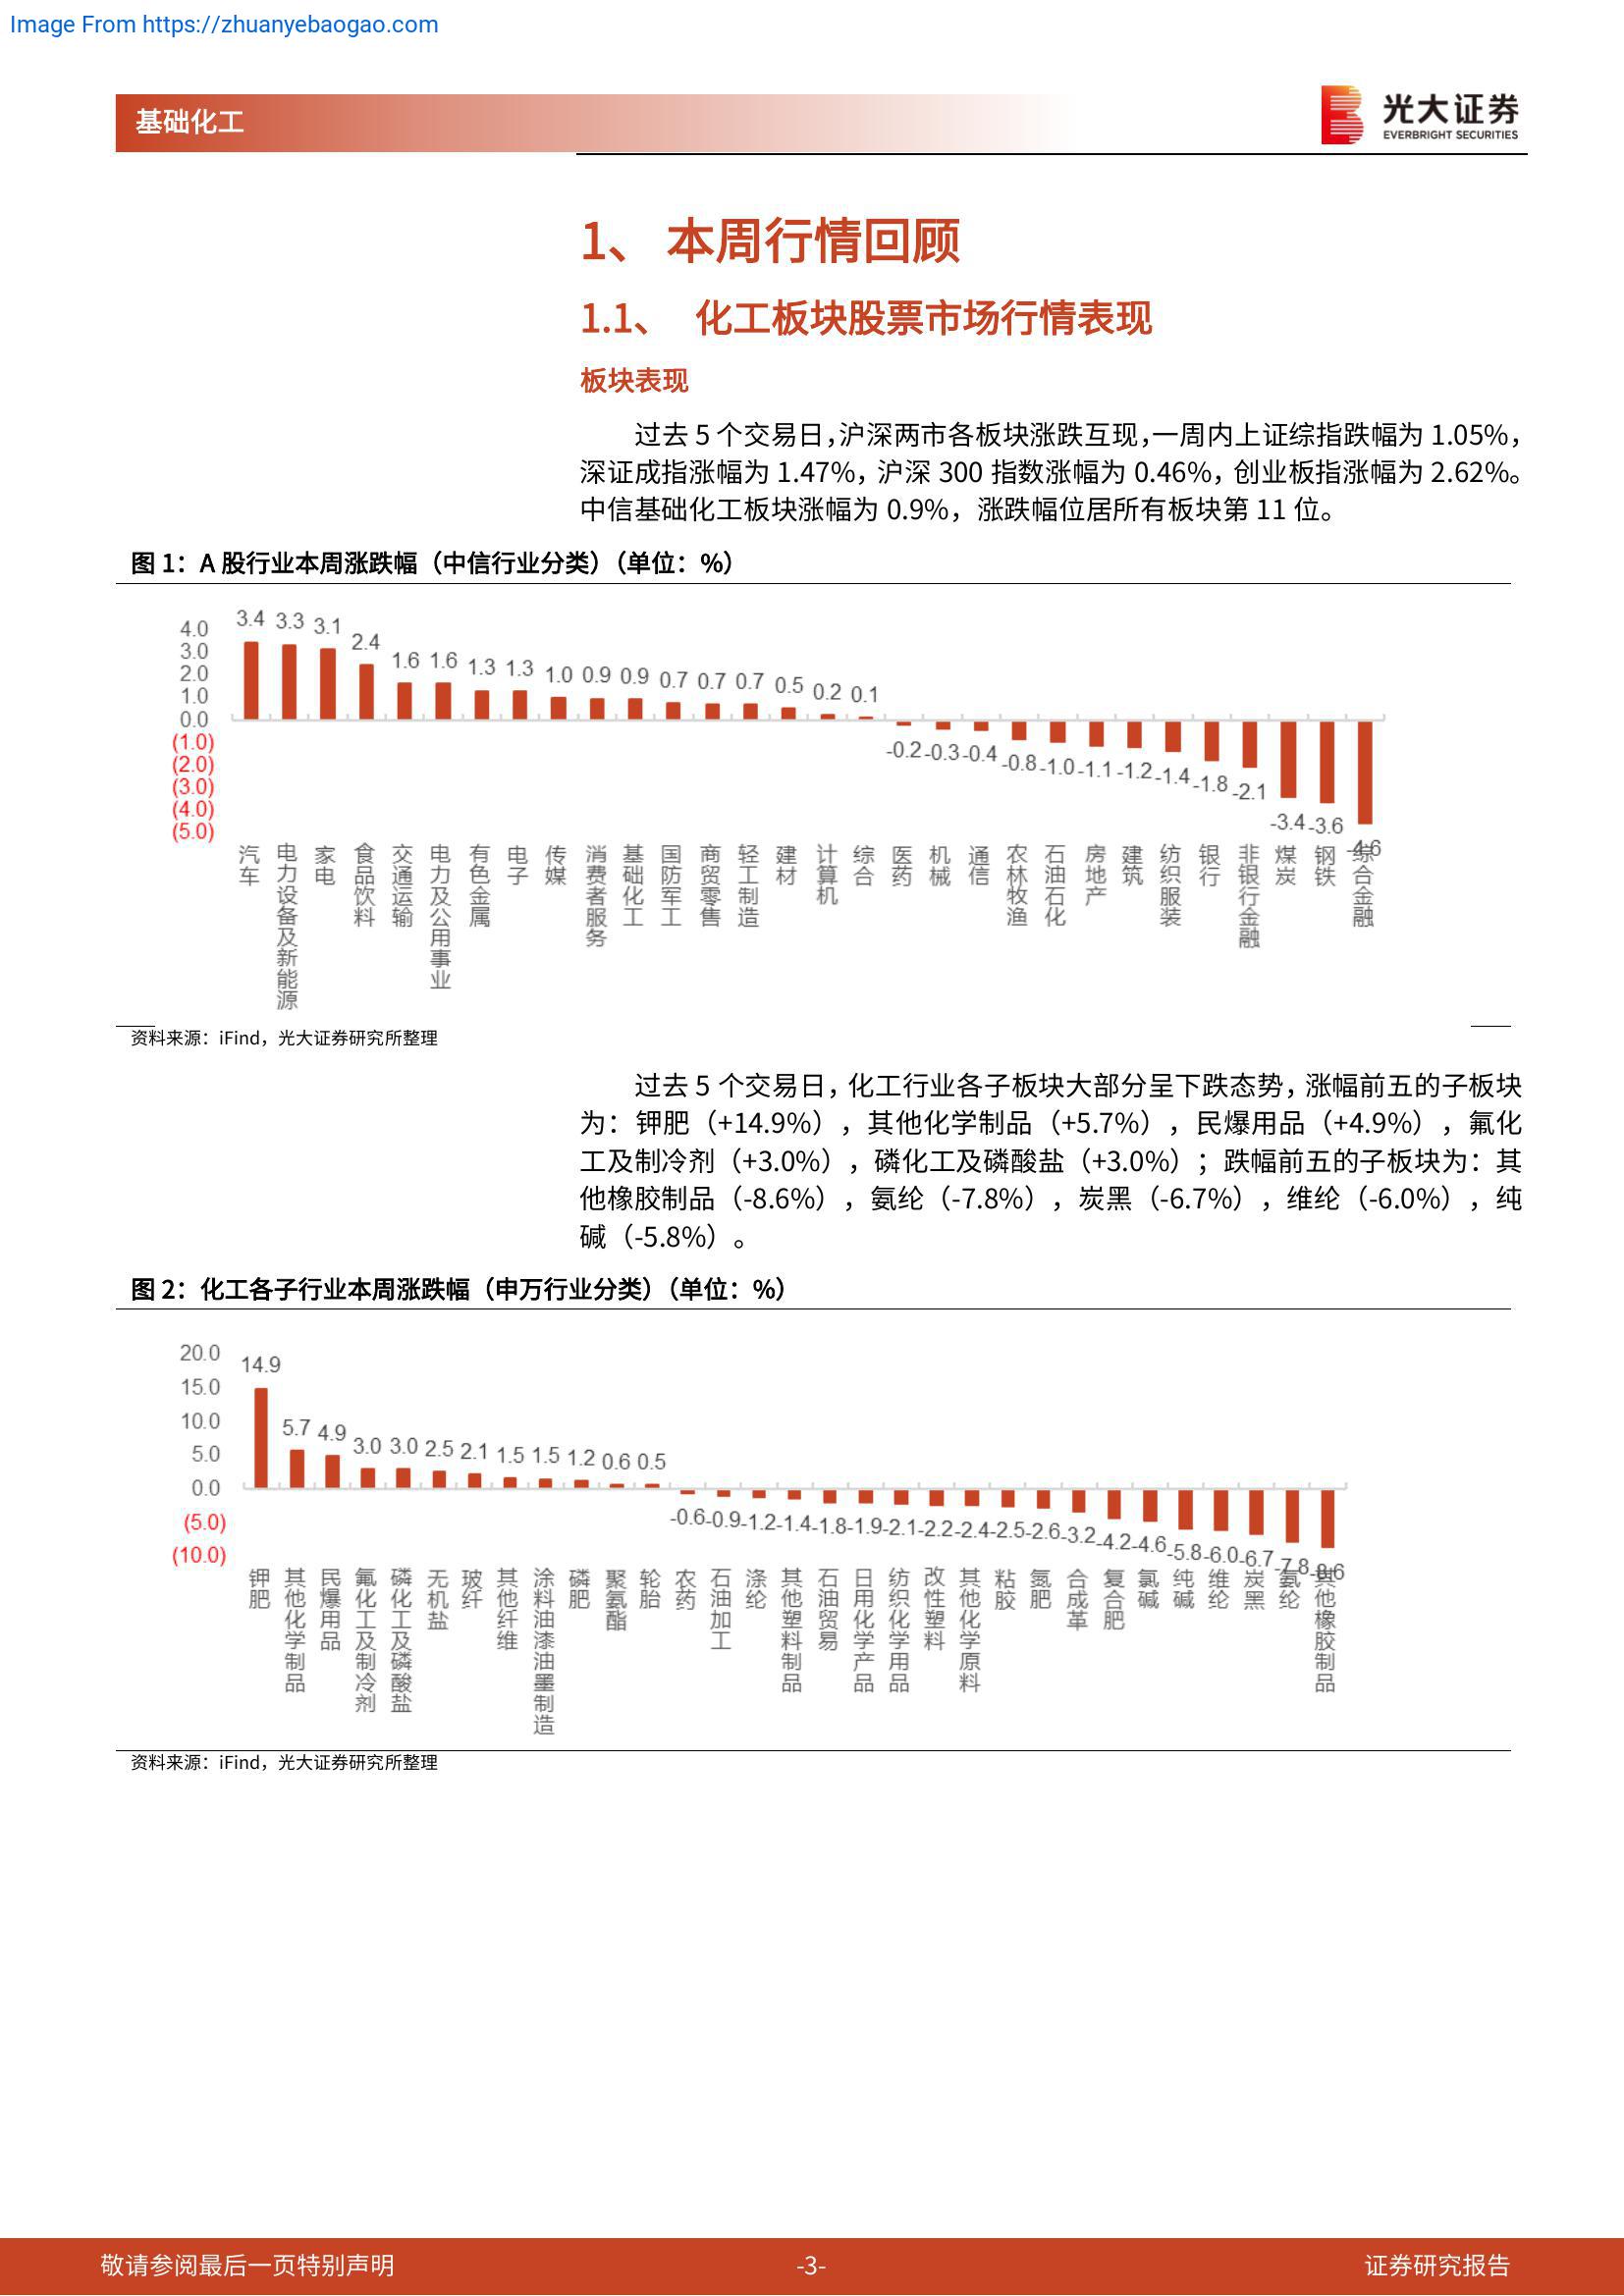 Image From https://zhuanyebaogao.com
基础化工
光大证券
EVERBRIGHT SECURITIES
1、 本周行情回顾
1.1、 化工板块股票市场行情表现
板块表现
过去 5 个交易日，沪深两市各板块涨跌互现，一周内上证综指跌幅为 1.05%，
深证成指涨幅为 1.47%，沪深 300 指数涨幅为 0.46%，创业板指涨幅为 2.62%。
中信基础化工板块涨幅为 0.9%，涨跌幅位居所有板块第 11 位。
图 1：A 股行业本周涨跌幅（中信行业分类）（单位：%）
4.0
3.0
2.0
1.0
0.0
(1.0)
(2.0)
(3.0)
(4.0)
(5.0)
3.4 3.3 3.1 2.4 1.6 1.6 1.3 1.3 1.0 0.9 0.9 0.7 0.7 0.7 0.5 0.2 0.1
-0.2 -0.3 -0.4 -0.8 -1.0 -1.1 -1.2 -1.4 -1.8 -2.1 -3.4 -3.6 -4.6
汽车
电力设备及新能源
家电
食品饮料
交通运输
电力及公用事业
有色金属
电子
传媒
消费者服务
基础化工
国防军工
商贸零售
轻工制造
建材
计算机
综合
医药
机械
通信
农林牧渔
石油石化
房地产
建筑
纺织服装
银行
非银行金融
煤炭
钢铁
综合金融
资料来源：iFind，光大证券研究所整理
过去 5 个交易日，化工行业各子板块大部分呈下跌态势，涨幅前五的子板块
为：钾肥（+14.9%），其他化学制品（+5.7%），民爆用品（+4.9%），氟化
工及制冷剂（+3.0%），磷化工及磷酸盐（+3.0%）；跌幅前五的子板块为：其
他橡胶制品（-8.6%），氨纶（-7.8%），炭黑（-6.7%），维纶（-6.0%），纯
碱（-5.8%）。
图 2：化工各子行业本周涨跌幅（申万行业分类）（单位：%）
20.0
15.0
10.0
5.0
0.0
(5.0)
(10.0)
14.9 5.7 4.9 3.0 3.0 2.5 2.1 1.5 1.5 1.2 0.6 0.5
-0.6 -0.9 -1.2 -1.4 -1.8 -1.9 -2.1 -2.2 -2.4 -2.5 -2.6 -3.2 -4.2 -4.6 -5.8 -6.0 -6.7 -7.8 -8.6
钾肥
其他化学制品
民爆用品
氟化工及制冷剂
磷化工及磷酸盐
无机盐
玻纤
其他纤维
涂料油漆油墨制造
磷肥
聚氨酯
轮胎
农药
石油加工
涤纶
其他塑料制品
石油贸易
日用化学产品
纺织化学用品
改性塑料
其他化学原料
粘胶
氮肥
合成革
复合肥
氯碱
纯碱
维纶
炭黑
氨纶
其他橡胶制品
资料来源：iFind，光大证券研究所整理
敬请参阅最后一页特别声明
-3-
证券研究报告